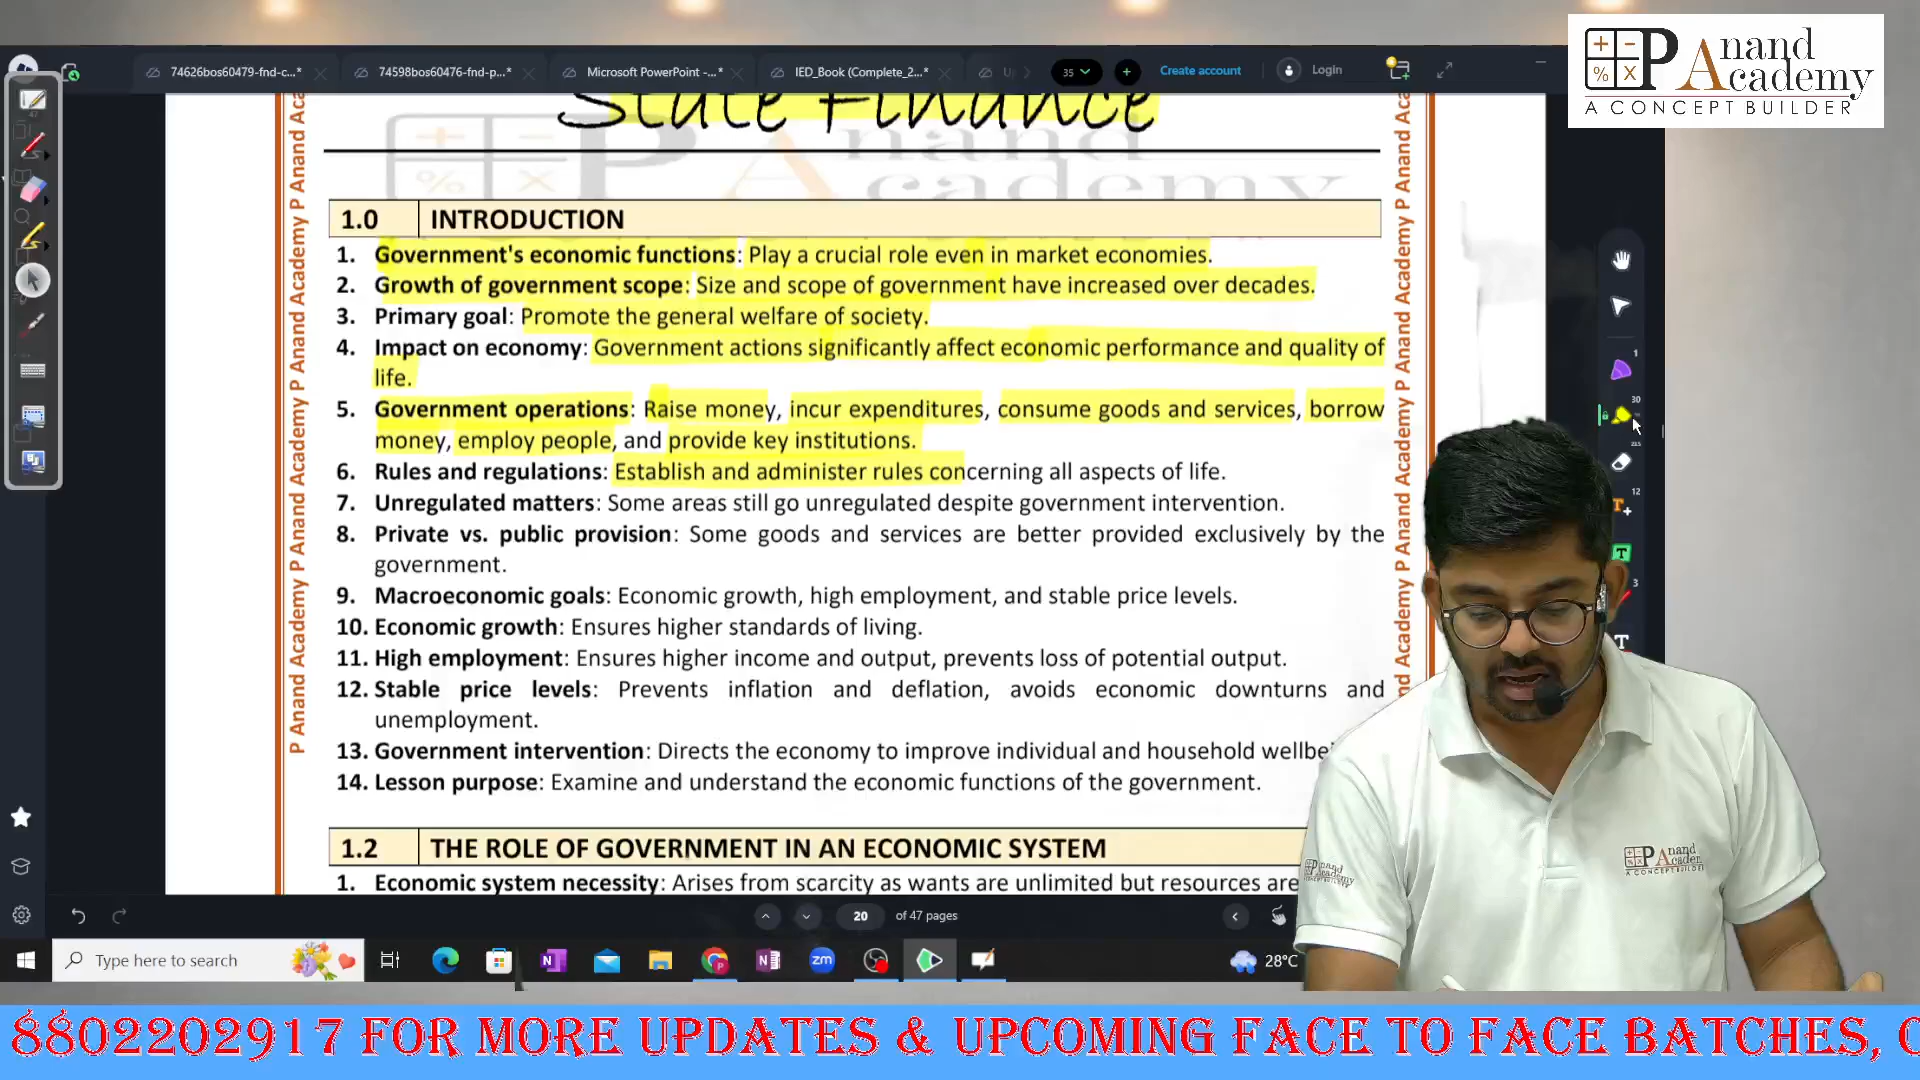 P Anand
Academy
A CONCEPT BUILDER
74626bos60479-fnd-c...*
74598bos60476-fnd-p...*
Microsoft PowerPoint -...*
IED_Book (Complete_2...*
35
Create account
Login
State Finance
1.0 INTRODUCTION
1. Government's economic functions: Play a crucial role even in market economies.
2. Growth of government scope: Size and scope of government have increased over decades.
3. Primary goal: Promote the general welfare of society.
4. Impact on economy: Government actions significantly affect economic performance and quality of
life.
5. Government operations: Raise money, incur expenditures, consume goods and services, borrow
money, employ people, and provide key institutions.
6. Rules and regulations: Establish and administer rules concerning all aspects of life.
7. Unregulated matters: Some areas still go unregulated despite government intervention.
8. Private vs. public provision: Some goods and services are better provided exclusively by the
government.
9. Macroeconomic goals: Economic growth, high employment, and stable price levels.
10. Economic growth: Ensures higher standards of living.
11. High employment: Ensures higher income and output, prevents loss of potential output.
12. Stable price levels: Prevents inflation and deflation, avoids economic downturns and
unemployment.
13. Government intervention: Directs the economy to improve individual and household
14. Lesson purpose: Examine and understand the economic functions of the government.
1.2 THE ROLE OF GOVERNMENT IN AN ECONOMIC SYSTEM
1. Economic system necessity: Arises from scarcity as wants are unlimited but resources are
P Anand Academy P Anand Academy P Anand Academy P Anand
20 of 47 pages
Type here to search
28°C
8802202917 FOR MORE UPDATES & UPCOMING FACE TO FACE BATCHES,